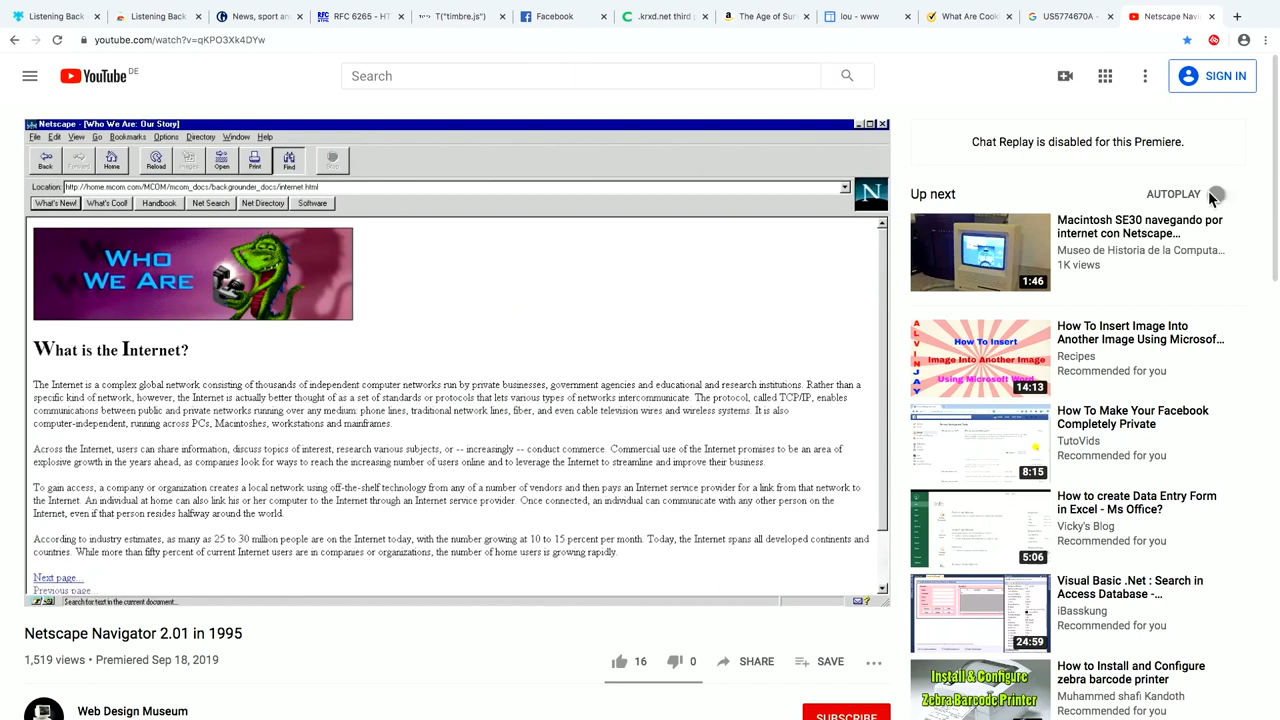 Listening Back
Listening Back
News, sport an
RFC 6265 - HT
T("timbre.js")
Facebook
.krxd.net third p
The Age of Sur
lou - www
What Are Cook
US5774670A -
Netscape Navi
youtube.com/watch?v=qKPO3Xk4DYw
YouTube DE
Search
SIGN IN
Netscape - [Who We Are: Our Story]
File Edit View Go Bookmarks Options Directory Window Help
Back Forward Home Reload Images Open Print Find Stop
Location: http://home.mcom.com/MCOM/mcom_docs/backgrounder_docs/internet.html
N
What's New! What's Cool! Handbook Net Search Net Directory Software
WHO
WE ARE
What is the Internet?
The Internet is a complex global network consisting of thousands of independent computer networks run by private businesses, government agencies and educational and research institutions. Rather than a
specific kind of network, however, the Internet is actually better thought of as a set of standards or protocols that lets various types of networks intercommunicate. The protocol, called TCP/IP, enables
communications between public and private networks running over any medium: phone lines, traditional network lines, fiber, and even cable television wires and wireless systems. It is also
computer-independent, running across PCs, Macintoshes, workstations and mainframes.
Across the Internet, people can share information, discuss topics of interest, search various subjects, or -- increasingly -- conduct commerce. Commercial use of the Internet promises to be an area of
explosive growth in the years ahead, as companies look for ways to reach the increasing number of users online and to leverage the Internet to streamline and improve their business.
To gain access, a company or organization creates a link by purchasing off-the-shelf technology from any of a number of vendors and then pays an Internet service provider for a link from that network to
the Internet. An individual at home can also link his or her computer to the Internet through an Internet service provider. Once connected, an individual can communicate with any other person on the
Internet, even if that person resides halfway around the world.
According to industry estimates, as many as 25 to 30 million people are on the Internet today, with the number growing at 10 to 15 percent per month. Today, this network spans all developed continents and
countries. While more than fifty percent of current Internet users are in companies or organizations, the number of home users is growing rapidly.
Next page...
Previous page...
Search for text in the current document...
Netscape Navigator 2.01 in 1995
1,519 views • Premiered Sep 18, 201
16
0
SHARE
SAVE
Web Design Museum
SUBSCRIBE
Chat Replay is disabled for this Premiere.
Up next
AUTOPLAY
1:46
Macintosh SE30 navegando por
internet con Netscape...
Museo de Historia de la Computa...
1K views
ALVIN JAY
How To Insert
Image Into Another Image
Using Microsoft Word
14:13
How To Insert Image Into
Another Image Using Microsof...
Recipes
Recommended for you
8:15
How To Make Your Facebook
Completely Private
TutoVids
Recommended for you
5:06
How to create Data Entry Form
in Excel - Ms Office?
Vicky's Blog
Recommended for you
24:59
Visual Basic .Net : Search in
Access Database -...
iBasskung
Recommended for you
Install & Configure
Zebra Barcode Printer
How to Install and Configure
zebra barcode printer
Muhammed shafi Kandoth
Recommended for you